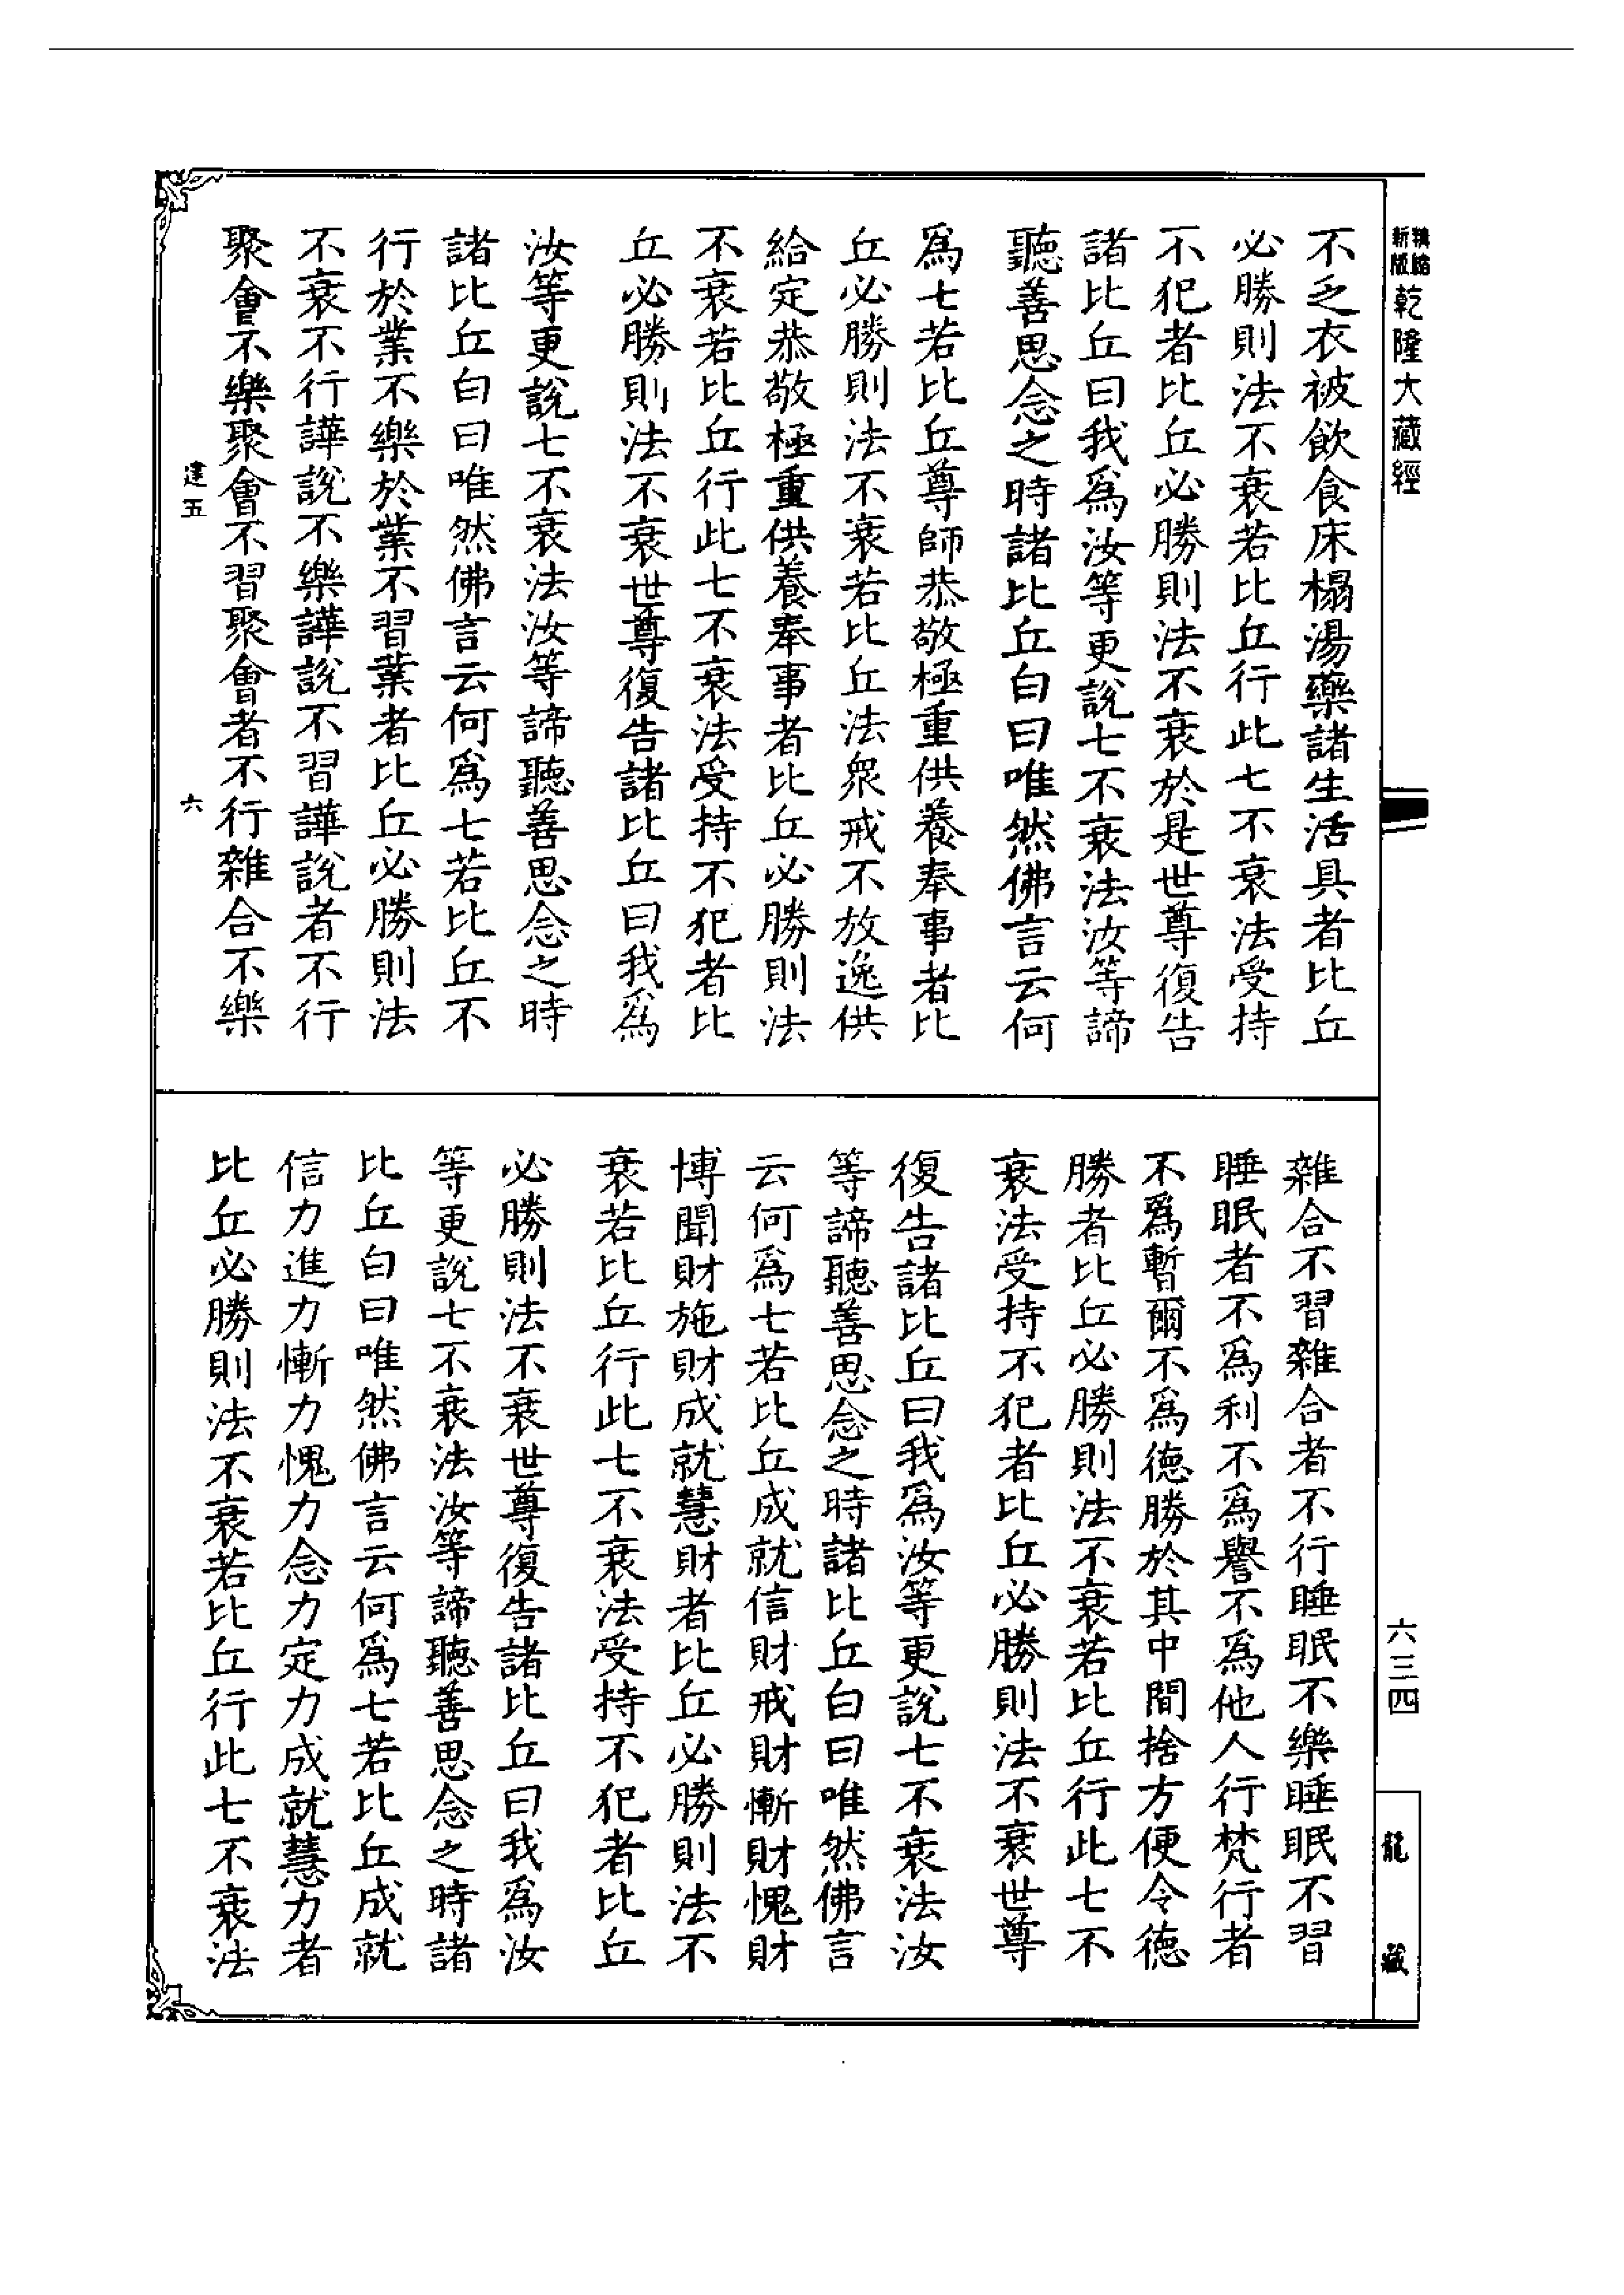 新版
乾隆大藏經
不乏衣被飲食床榻湯藥諸生活具者比丘
必勝則法不衰若比丘行此七不衰法受持
不犯者比丘必勝則法不衰於是世尊復告
諸比丘曰我爲汝等更說七不衰法汝等諦
聽善思念之時諸比丘白曰唯然佛言云何
爲七若比丘尊師恭敬極重供養奉事者比
丘必勝則法不衰若比丘法衆戒不放逸供
給定恭敬極重供養奉事者比丘必勝則法
不衰若比丘行此七不衰法受持不犯者比
丘必勝則法不衰世尊復告諸比丘曰我爲
汝等更說七不衰法汝等諦聽善思念之時
諸比丘白曰唯然佛言云何爲七若比丘不
行於業不樂於業不習業者比丘必勝則法
不衰不行譁說不樂譁說不習譁說者不行
聚會不樂聚會不習聚會者不行雜合不樂
建五
六
雜合不習雜合者不行睡眠不樂睡眠不習
睡眠者不爲利不爲譽不爲他人行梵行者
不爲暫爾不爲德勝於其中間捨方便令德
勝者比丘必勝則法不衰若比丘行此七不
衰法受持不犯者比丘必勝則法不衰世尊
復告諸比丘曰我爲汝等更說七不衰法汝
等諦聽善思念之時諸比丘白曰唯然佛言
云何爲七若比丘成就信財戒財慚財愧財
博聞財施財成就慧財者比丘必勝則法不
衰若比丘行此七不衰法受持不犯者比丘
必勝則法不衰世尊復告諸比丘曰我爲汝
等更說七不衰法汝等諦聽善思念之時諸
比丘白曰唯然佛言云何爲七若比丘成就
信力進力慚力愧力念力定力成就慧力者
比丘必勝則法不衰若比丘行此七不衰法
六三四
龍藏